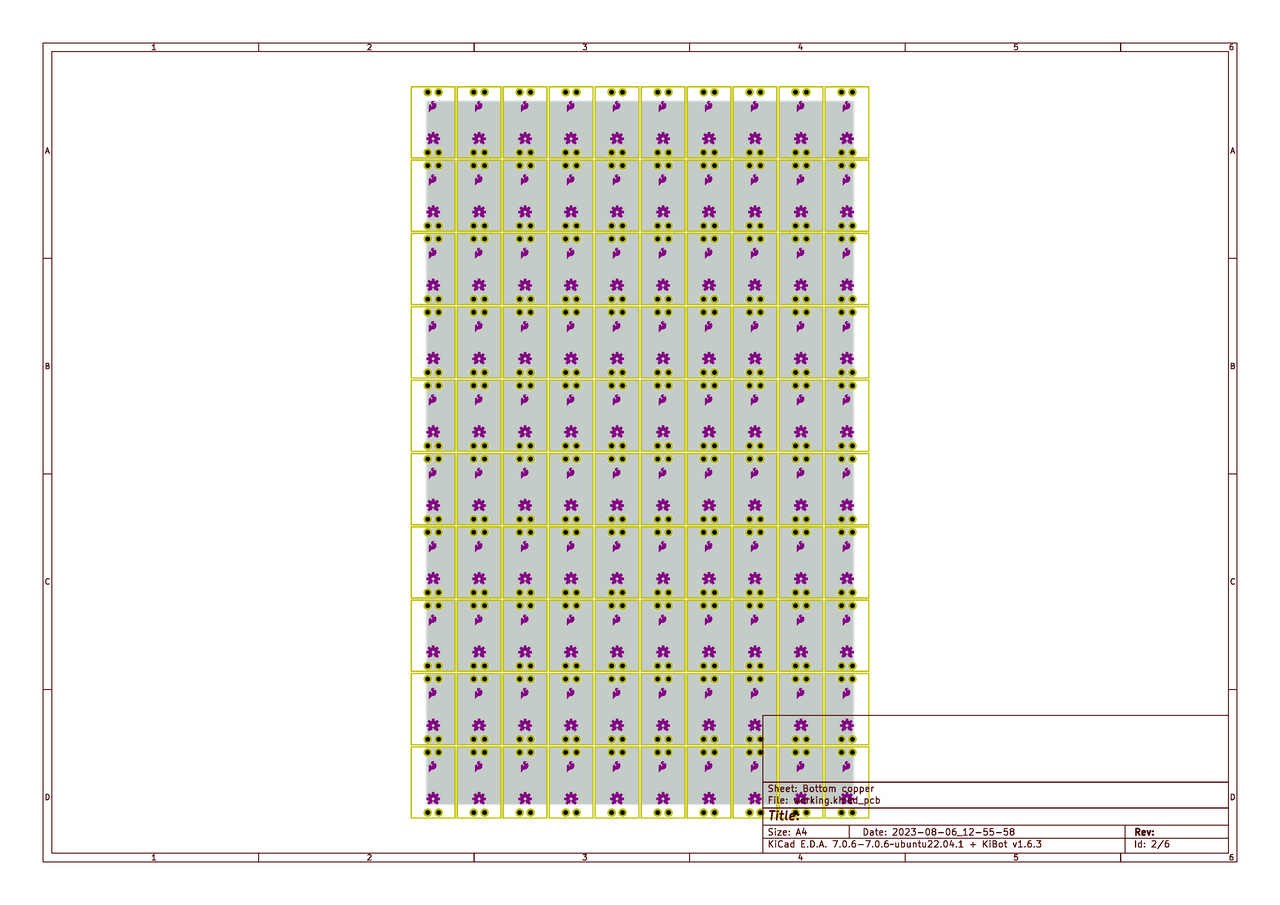 1 2 3 4 5 6
A A
B B
C C
D D
Sheet: Bottom copper
File: working.kicad_pcb
Title:
Size: A4 Date: 2023-08-06_12-55-58 Rev:
KiCad E.D.A. 7.0.6-7.0.6~ubuntu22.04.1 + KiBot v1.6.3 Id: 2/6
1 2 3 4 5 6